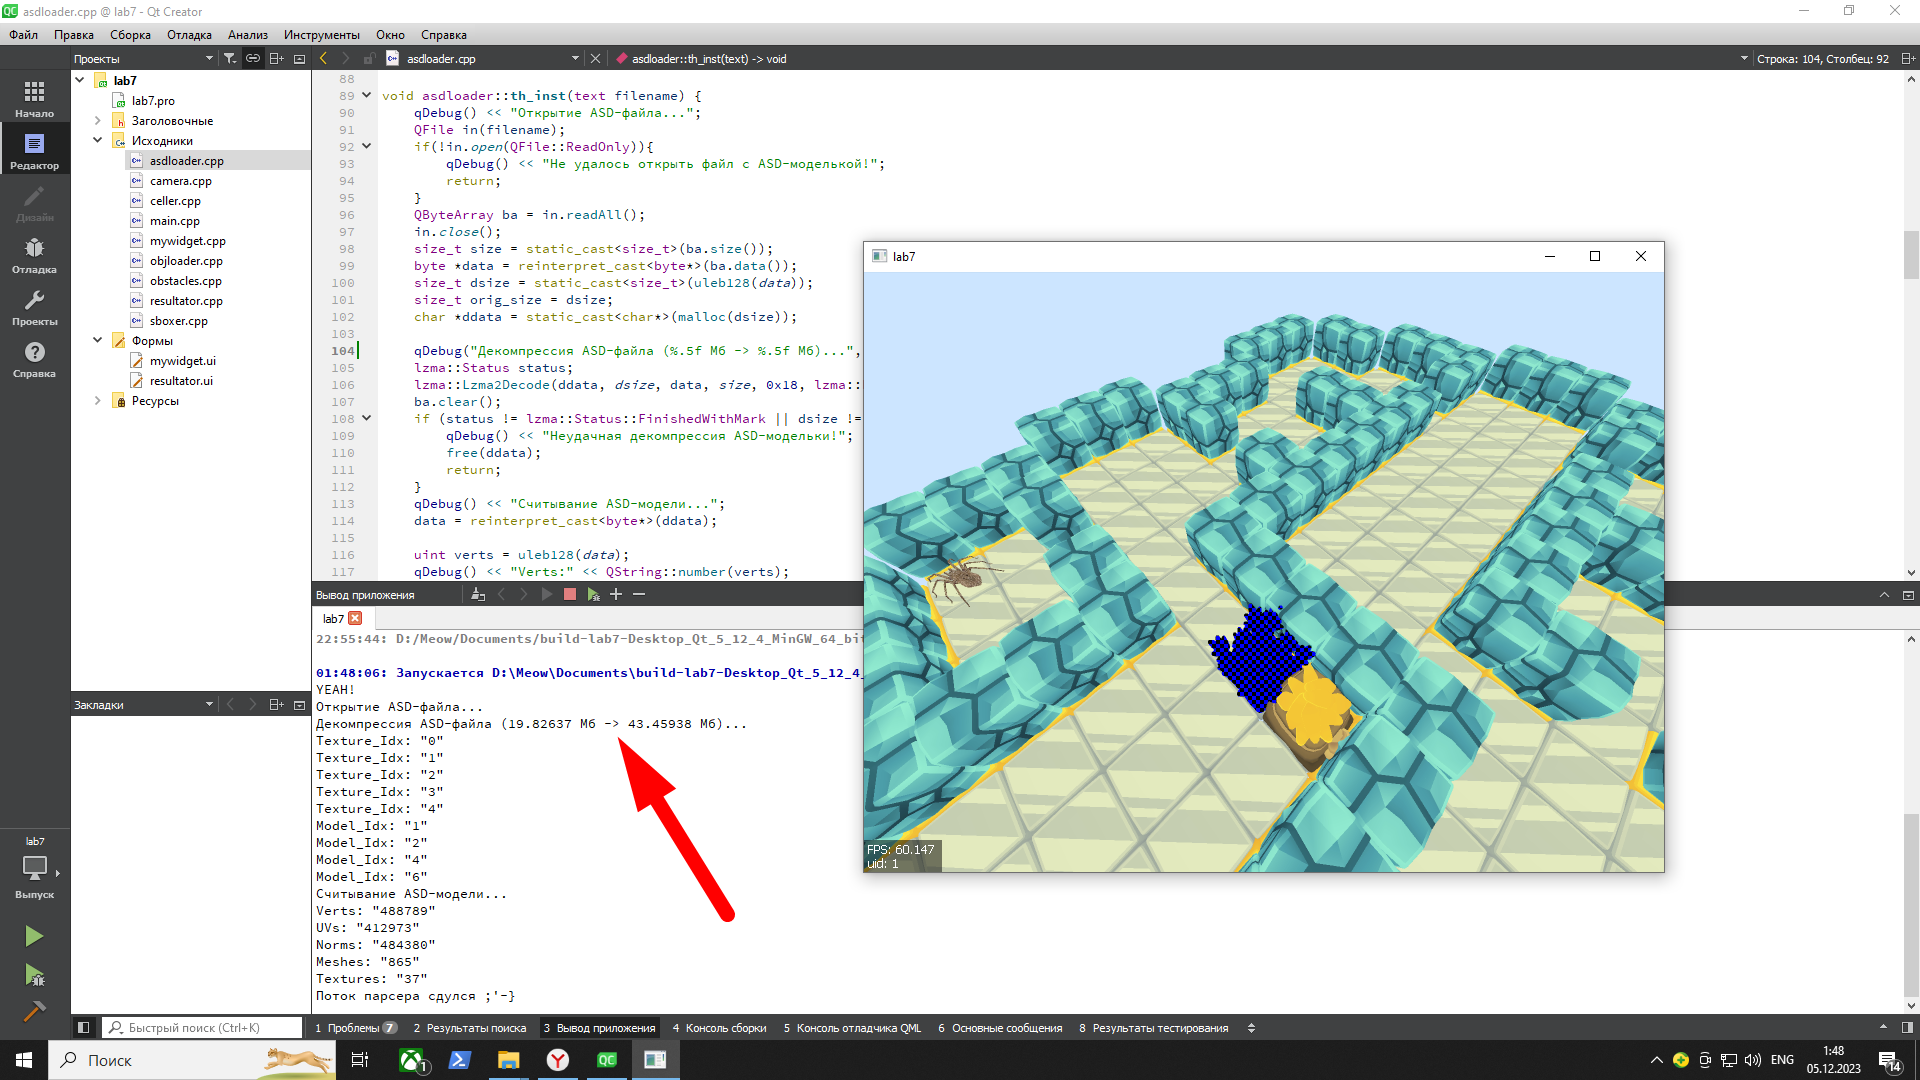 asdloader.cpp @ lab7 - Qt Creator
Файл Правка Сборка Отладка Анализ Инструменты Окно Справка
Проекты
asdloader.cpp
asdloader::th_inst(text) -> void
Строка: 104, Столбец: 92
Начало
Редактор
Дизайн
Отладка
Проекты
Справка
lab7
lab7.pro
Заголовочные
Исходники
asdloader.cpp
camera.cpp
celler.cpp
main.cpp
mywidget.cpp
objloader.cpp
obstacles.cpp
resultator.cpp
sboxer.cpp
Формы
mywidget.ui
resultator.ui
Ресурсы
Закладки
88
89 void asdloader::th_inst(text filename) {
90 qDebug() << "Открытие ASD-файла...";
91 QFile in(filename);
92 if(!in.open(QFile::ReadOnly)){
93 qDebug() << "Не удалось открыть файл с ASD-моделькой!";
94 return;
95 }
96 QByteArray ba = in.readAll();
97 in.close();
98 size_t size = static_cast<size_t>(ba.size());
99 byte *data = reinterpret_cast<byte*>(ba.data());
100 size_t dsize = static_cast<size_t>(uleb128(data));
101 size_t orig_size = dsize;
102 char *ddata = static_cast<char*>(malloc(dsize));
103
104 qDebug("Декомпрессия ASD-файла (%.5f Мб -> %.5f Мб)...",
105 lzma::Status status;
106 lzma::Lzma2Decode(ddata, dsize, data, size, 0x18, lzma::
107 ba.clear();
108 if (status != lzma::Status::FinishedWithMark || dsize !=
109 qDebug() << "Неудачная декомпрессия ASD-модельки!";
110 free(ddata);
111 return;
112 }
113 qDebug() << "Считывание ASD-модели...";
114 data = reinterpret_cast<byte*>(ddata);
115
116 uint verts = uleb128(data);
117 qDebug() << "Verts:" << QString::number(verts);
Вывод приложения
lab7
22:55:44: D:/Meow/Documents/build-lab7-Desktop_Qt_5_12_4_MinGW_64_bit
01:48:06: Запускается D:\Meow\Documents\build-lab7-Desktop_Qt_5_12_4_
YEAH!
Открытие ASD-файла...
Декомпрессия ASD-файла (19.82637 Мб -> 43.45938 Мб)...
Texture_Idx: "0"
Texture_Idx: "1"
Texture_Idx: "2"
Texture_Idx: "3"
Texture_Idx: "4"
Model_Idx: "1"
Model_Idx: "2"
Model_Idx: "4"
Model_Idx: "6"
Считывание ASD-модели...
Verts: "488789"
UVs: "412973"
Norms: "484380"
Meshes: "865"
Textures: "37"
Поток парсера сдулся ;'-}
lab7
FPS: 60.147
uid: 1
lab7
Выпуск
Быстрый поиск (Ctrl+K)
1 Проблемы 7 2 Результаты поиска 3 Вывод приложения 4 Консоль сборки 5 Консоль отладчика QML 6 Основные сообщения 8 Результаты тестирования
Поиск
1
QC
ENG
1:48
05.12.2023
14